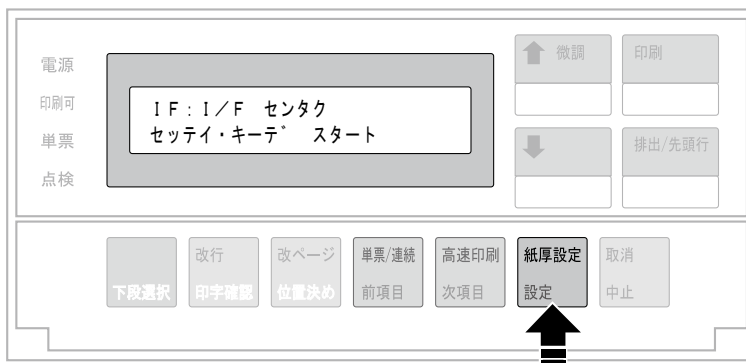 電源
印刷可
単票
点検
IF:I/F センタク
セッテイ・キーデ スタート
微調
印刷
排出/先頭行
下段選択
改行
印字確認
改ページ
位置決め
単票/連続
前項目
高速印刷
次項目
紙厚設定
設定
取消
中止